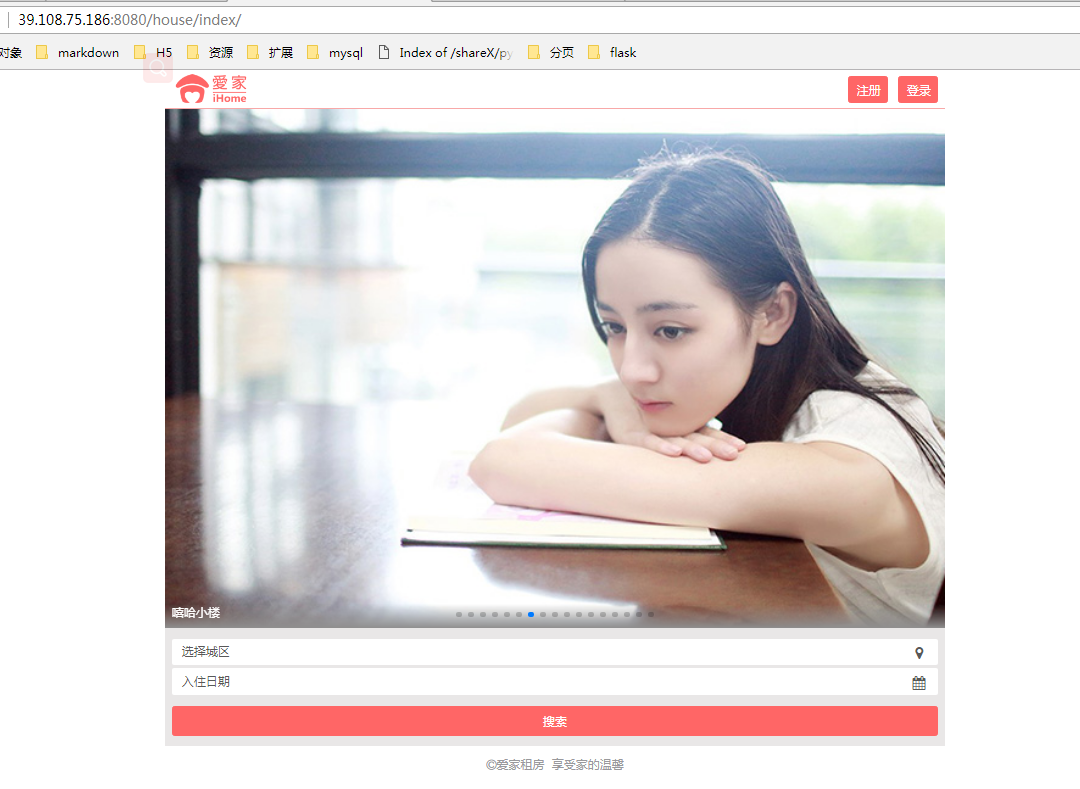 39.108.75.186:8080/house/index/
对象 markdown H5 资源 扩展 mysql Index of /shareX/py 分页 flask
爱家
iHome
注册 登录
嘻哈小楼
选择城区
入住日期
搜索
©爱家租房 享受家的温馨